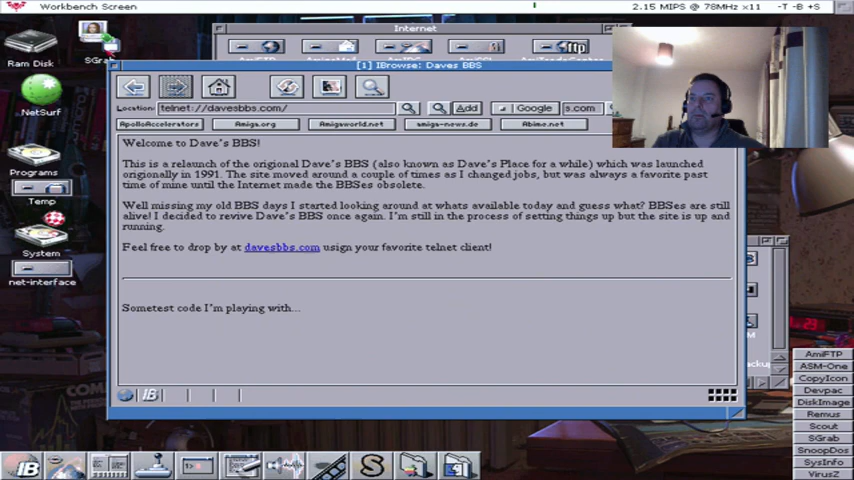 Workbench Screen
2.15 MIPS @ 78MHz x11
-T -B +S
Internet
Ram Disk
[1] IBrowse: Daves BBS
Location: telnet://davesbbs.com/
Add
Google
s.com
ApolloAccelerators
Amiga.org
Amigaworld.net
amiga-news.de
Abime.net
NetSurf
Programs
Temp
System
net-interface
Welcome to Dave's BBS!
This is a relaunch of the origional Dave's BBS (also known as Dave's Place for a while) which was launched
origionally in 1991. The site moved around a couple of times as I changed jobs, but was always a favorite past
time of mine until the Internet made the BBSes obsolete.
Well missing my old BBS days I started looking around at whats available today and guess what? BBSes are still
alive! I decided to revive Dave's BBS once again. I'm still in the process of setting things up but the site is up and
running.
Feel free to drop by at davesbbs.com usign your favorite telnet client!
Sometest code I'm playing with...
AmiFTP
ASM-One
CopyIcon
Devpac
DiskImage
Remus
Scout
SGrab
SnoopDos
SysInfo
VirusZ
IB